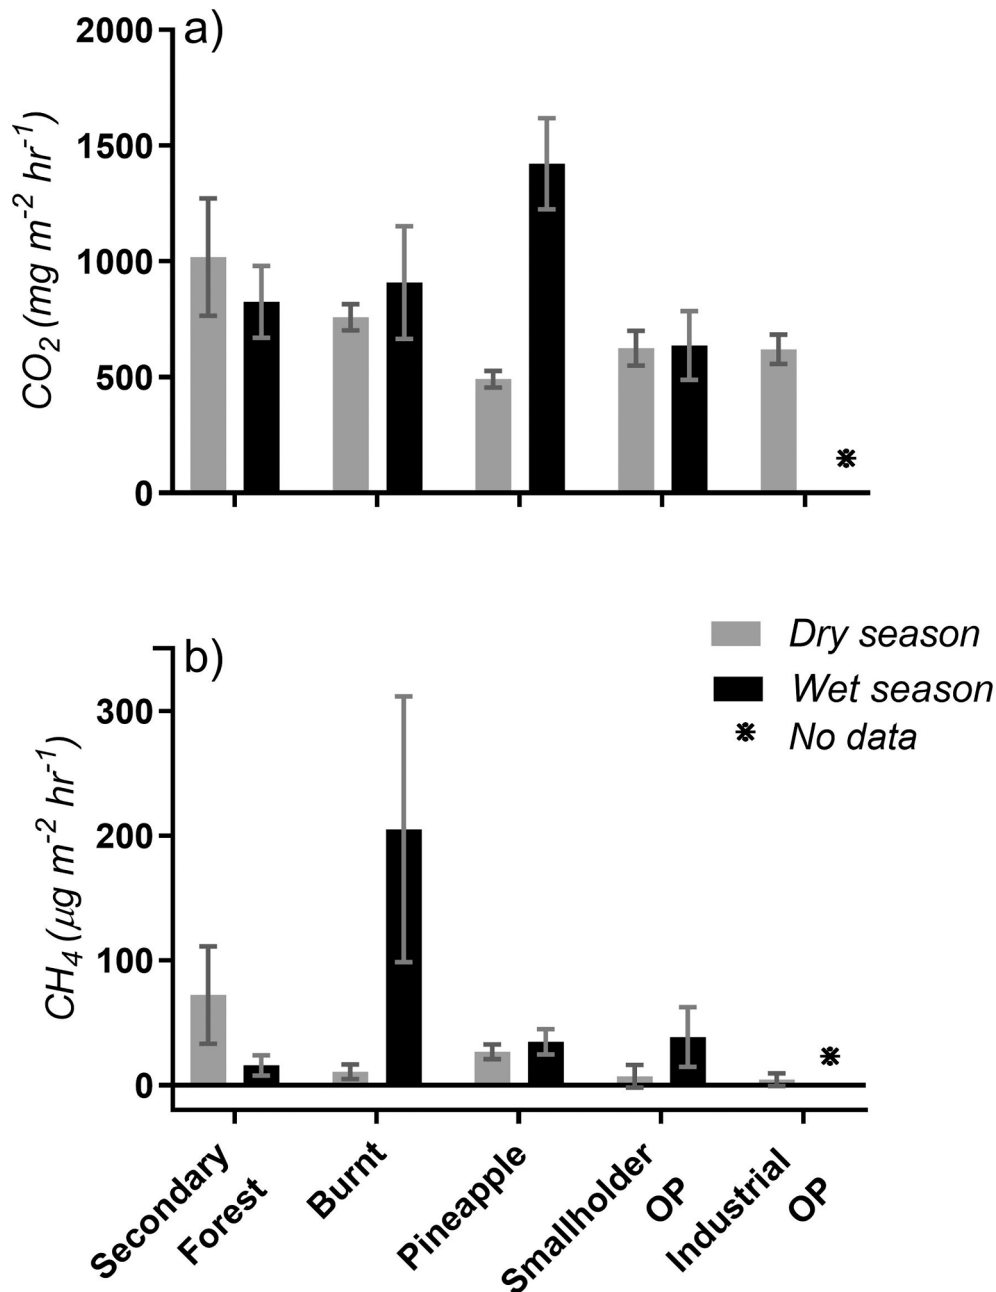 a)
2000
1500
1000
500
0
CO₂ (mg m⁻² hr⁻¹)
Dry season
Wet season
No data
b)
300
200
100
0
CH₄ (μg m⁻² hr⁻¹)
Secondary
Forest
Burnt
Pineapple
Smallholder
OP
Industrial
OP